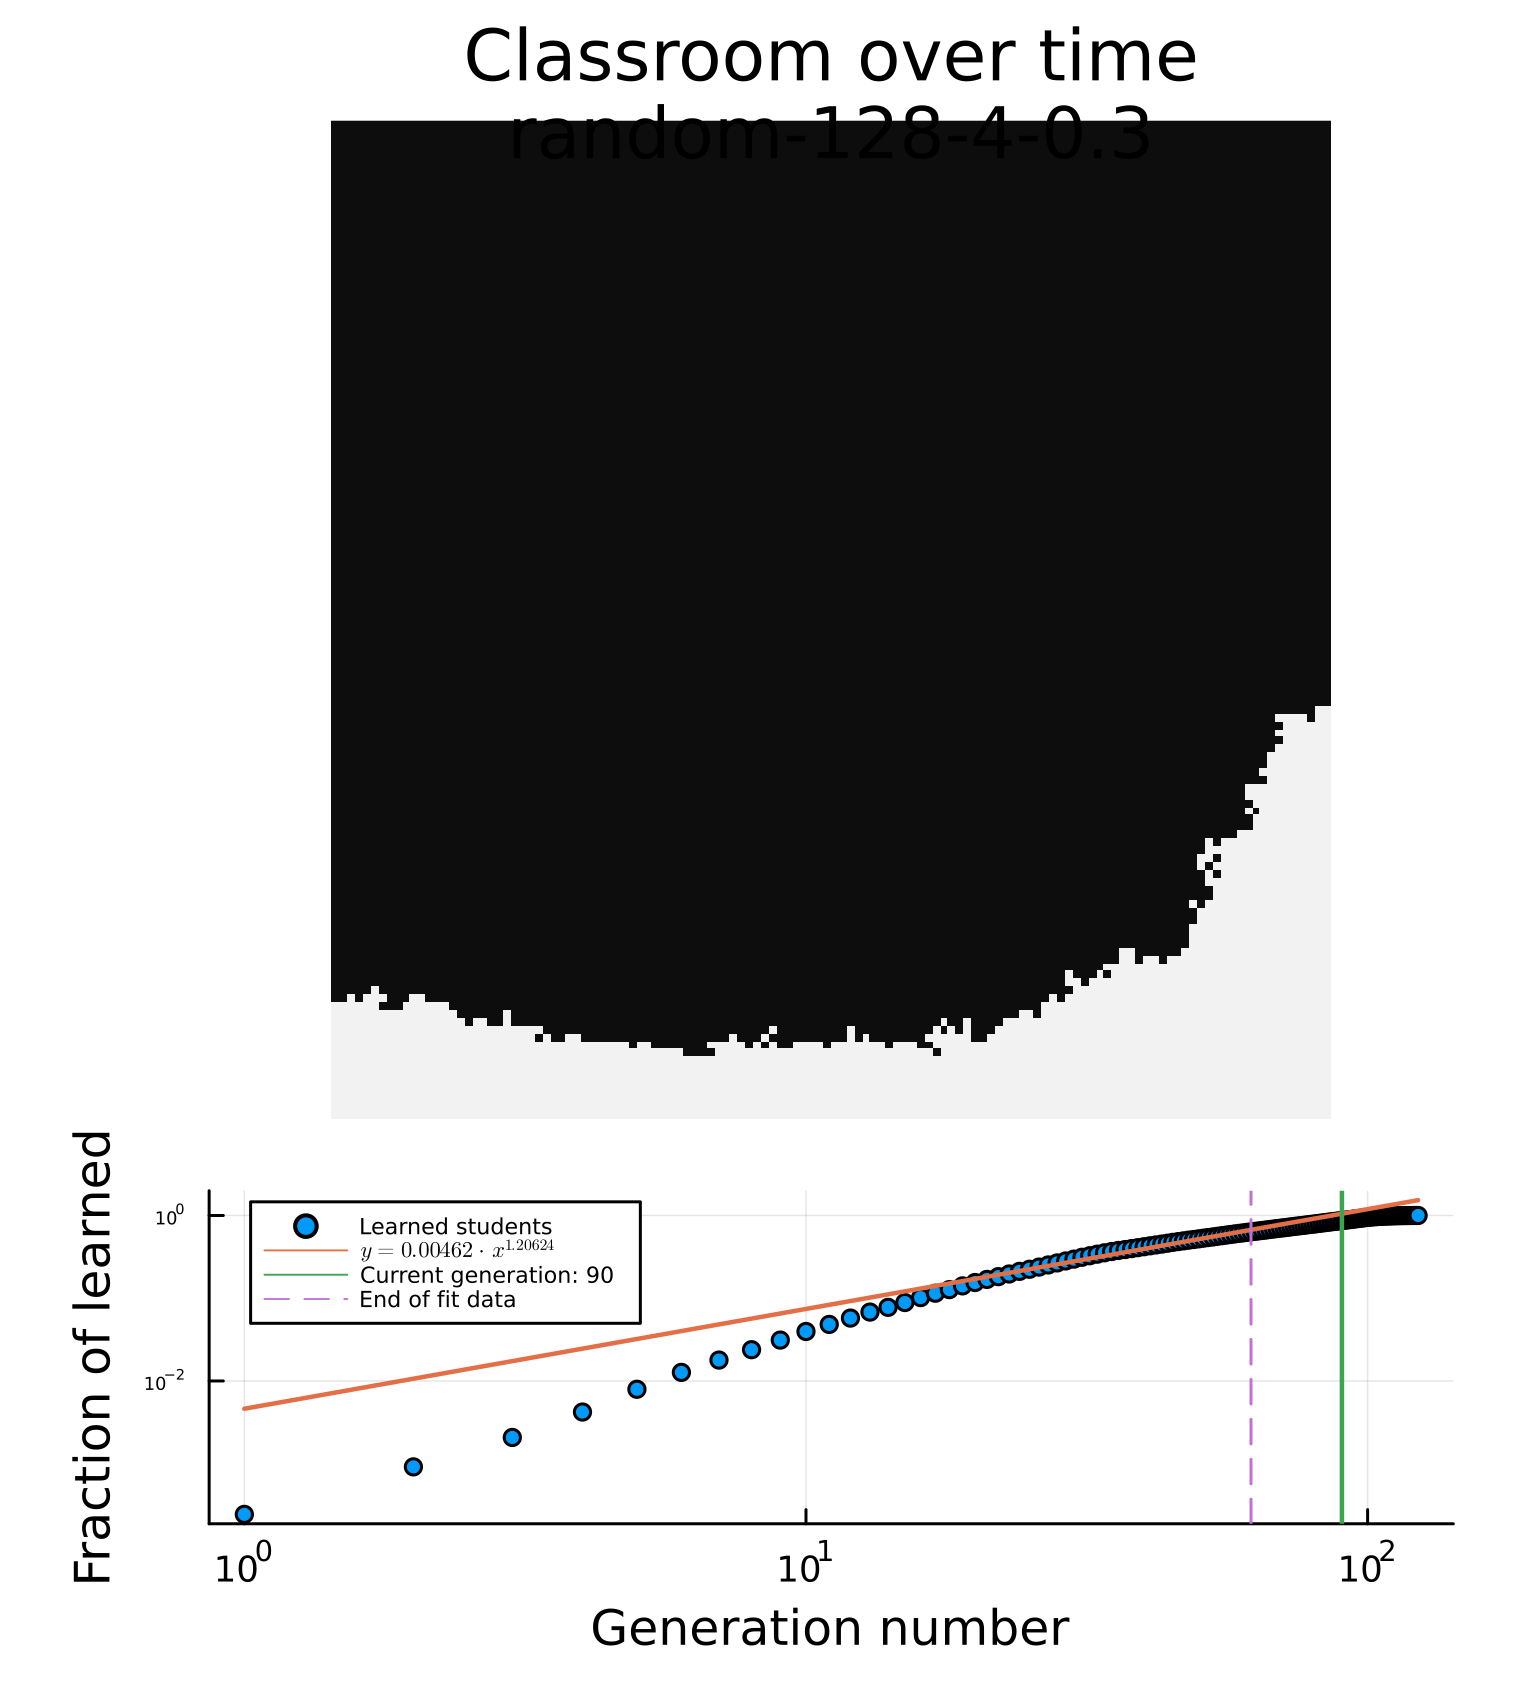 Classroom over time
random-128-4-0.3
Fraction of learned
10⁰
10⁻²
Learned students
y = 0.00462 · x^1.20624
Current generation: 90
End of fit data
10⁰ 10¹ 10²
Generation number